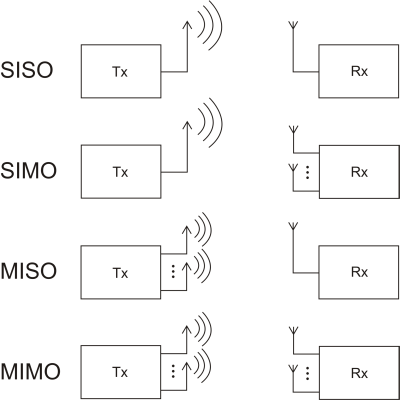 SISO Tx Rx
SIMO Tx Rx
MISO Tx Rx
MIMO Tx Rx